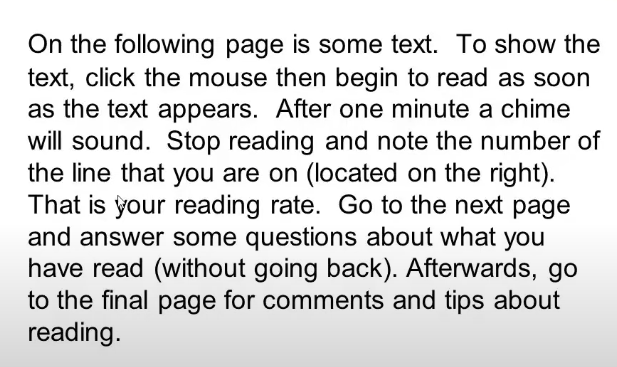 On the following page is some text.  To show the
text, click the mouse then begin to read as soon
as the text appears.  After one minute a chime
will sound.  Stop reading and note the number of
the line that you are on (located on the right).
That is your reading rate.  Go to the next page
and answer some questions about what you
have read (without going back). Afterwards, go
to the final page for comments and tips about
reading.